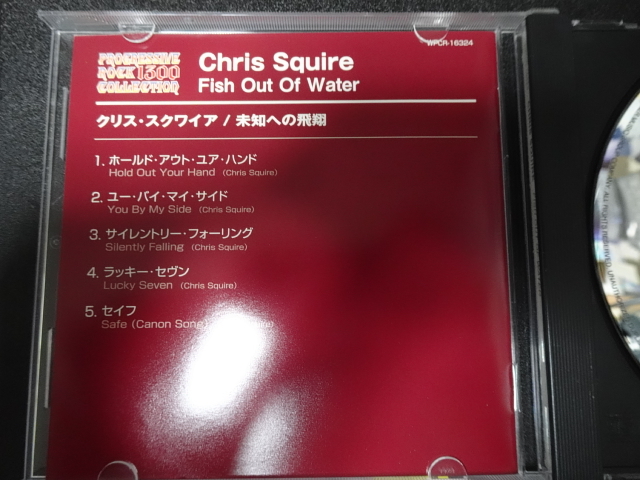 WPCR-16324
PROGRESSIVE
ROCK 1300
COLLECTION
Chris Squire
Fish Out Of Water
クリス・スクワイア / 未知への飛翔
1. ホールド・アウト・ユア・ハンド
Hold Out Your Hand (Chris Squire)
2. ユー・バイ・マイ・サイド
You By My Side (Chris Squire)
3. サイレントリー・フォーリング
Silently Falling (Chris Squire)
4. ラッキー・セヴン
Lucky Seven (Chris Squire)
5. セイフ
Safe (Canon Song)
ALL RIGHTS RESERVED.